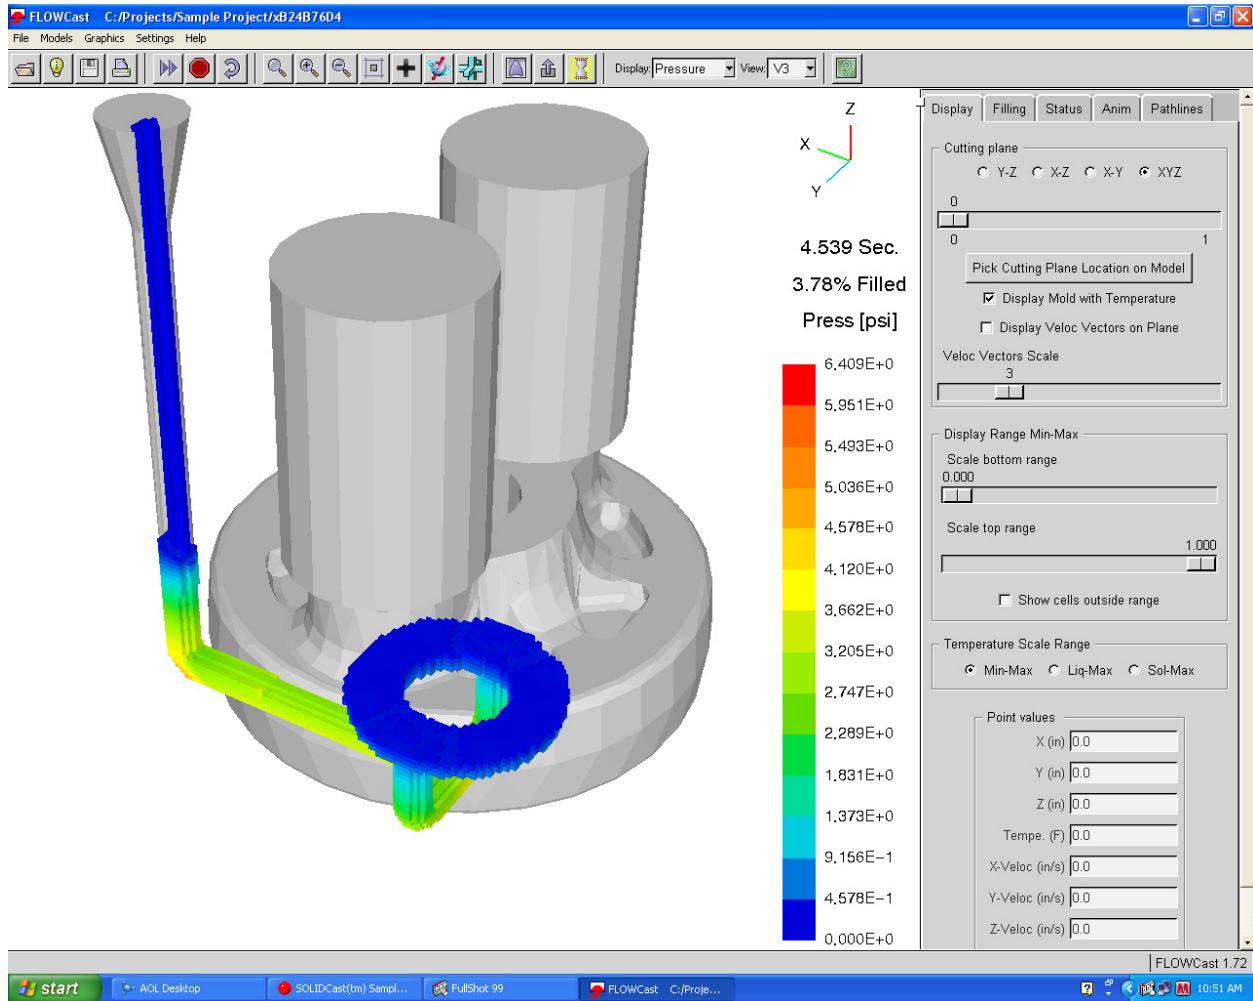 FLOWCast C:/Projects/Sample Project/xB24B76D4
File Models Graphics Settings Help
Display: Pressure View: V3
Display Filling Status Anim Pathlines
Z
X
Y
4.539 Sec.
3.78% Filled
Press [psi]
6.409E+0
5.951E+0
5.493E+0
5.036E+0
4.578E+0
4.120E+0
3.662E+0
3.205E+0
2.747E+0
2.289E+0
1.831E+0
1.373E+0
9.156E-1
4.578E-1
0.000E+0
Cutting plane
Y-Z X-Z X-Y XYZ
0
0 1
Pick Cutting Plane Location on Model
Display Mold with Temperature
Display Veloc Vectors on Plane
Veloc Vectors Scale
3
Display Range Min-Max
Scale bottom range
0.000
Scale top range
1.000
Show cells outside range
Temperature Scale Range
Min-Max Liq-Max Sol-Max
Point values
X (in) 0.0
Y (in) 0.0
Z (in) 0.0
Tempe. (F) 0.0
X-Veloc (in/s) 0.0
Y-Veloc (in/s) 0.0
Z-Veloc (in/s) 0.0
FLOWCast 1.72
start AOL Desktop SOLIDCast(tm) Sampl... FullShot 99 FLOWCast C:/Proje... 10:51 AM